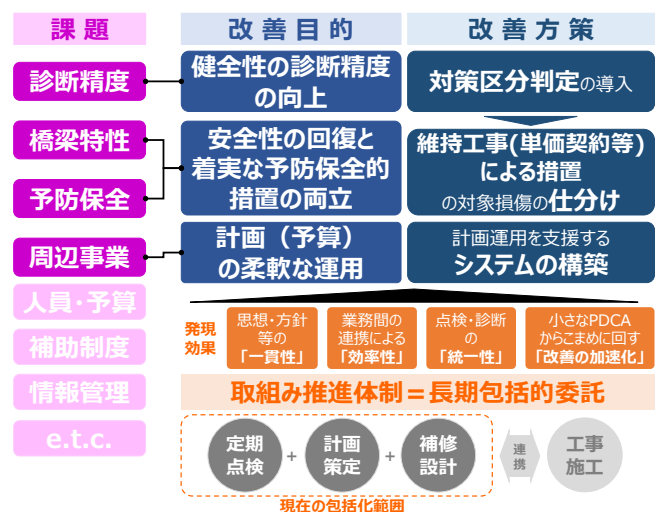 課題
改善目的
改善方策
診断精度
健全性の診断精度
の向上
対策区分判定の導入
橋梁特性
予防保全
安全性の回復と
着実な予防保全的
措置の両立
維持工事(単価契約等)
による措置
の対象損傷の仕分け
周辺事業
計画（予算）
の柔軟な運用
計画運用を支援する
システムの構築
人員・予算
補助制度
情報管理
e.t.c.
発現
効果
思想・方針
等の
「一貫性」
業務間の
連携による
「効率性」
点検・診断
の
「統一性」
小さなPDCA
からこまめに回す
「改善の加速化」
取組み推進体制＝長期包括的委託
定期
点検
+
計画
策定
+
補修
設計
連
携
工事
施工
現在の包括化範囲